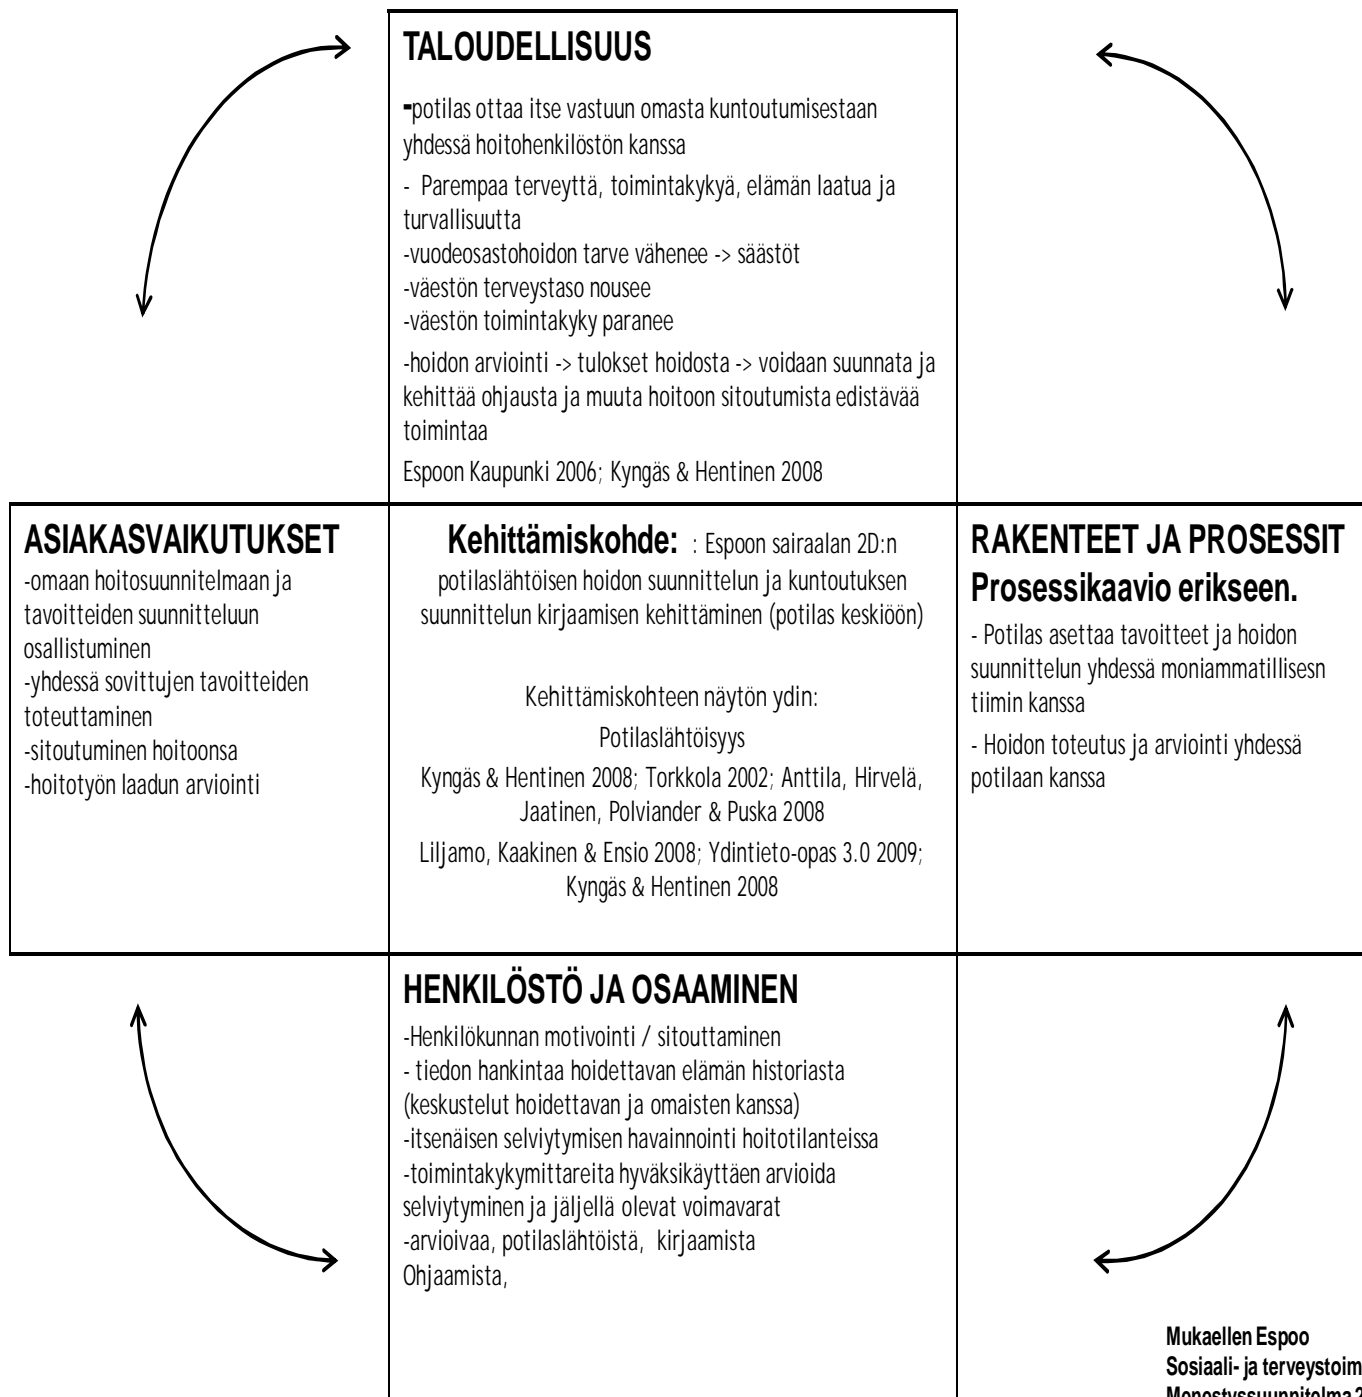 TALOUDELLISUUS
-potilas ottaa itse vastuun omasta kuntoutumisestaan
yhdessä hoitohenkilöstön kanssa
- Parempaa terveyttä, toimintakykyä, elämän laatua ja
turvallisuutta
-vuodeosastohoidon tarve vähenee -> säästöt
-väestön terveystaso nousee
-väestön toimintakyky paranee
-hoidon arviointi -> tulokset hoidosta -> voidaan suunnata ja
kehittää ohjausta ja muuta hoitoon sitoutumista edistävää
toimintaa
Espoon Kaupunki 2006; Kyngäs & Hentinen 2008
ASIAKASVAIKUTUKSET
-omaan hoitosuunnitelmaan ja
tavoitteiden suunnitteluun
osallistuminen
-yhdessä sovittujen tavoitteiden
toteuttaminen
-sitoutuminen hoitoonsa
-hoitotyön laadun arviointi
Kehittämiskohde: : Espoon sairaalan 2D:n
potilaslähtöisen hoidon suunnittelun ja kuntoutuksen
suunnittelun kirjaamisen kehittäminen (potilas keskiöön)
Kehittämiskohteen näytön ydin:
Potilaslähtöisyys
Kyngäs & Hentinen 2008; Torkkola 2002; Anttila, Hirvelä,
Jaatinen, Polviander & Puska 2008
Liljamo, Kaakinen & Ensio 2008; Ydintieto-opas 3.0 2009;
Kyngäs & Hentinen 2008
RAKENTEET JA PROSESSIT
Prosessikaavio erikseen.
- Potilas asettaa tavoitteet ja hoidon
suunnittelun yhdessä moniammatillisesn
tiimin kanssa
- Hoidon toteutus ja arviointi yhdessä
potilaan kanssa
HENKILÖSTÖ JA OSAAMINEN
-Henkilökunnan motivointi / sitouttaminen
- tiedon hankintaa hoidettavan elämän historiasta
(keskustelut hoidettavan ja omaisten kanssa)
-itsenäisen selviytymisen havainnointi hoitotilanteissa
-toimintakykymittareita hyväksikäyttäen arvioida
selviytyminen ja jäljellä olevat voimavarat
-arvioivaa, potilaslähtöistä, kirjaamista
Ohjaamista,
Mukaellen Espoo
Sosiaali- ja terveystoim
Menestyssuunnitelma 2